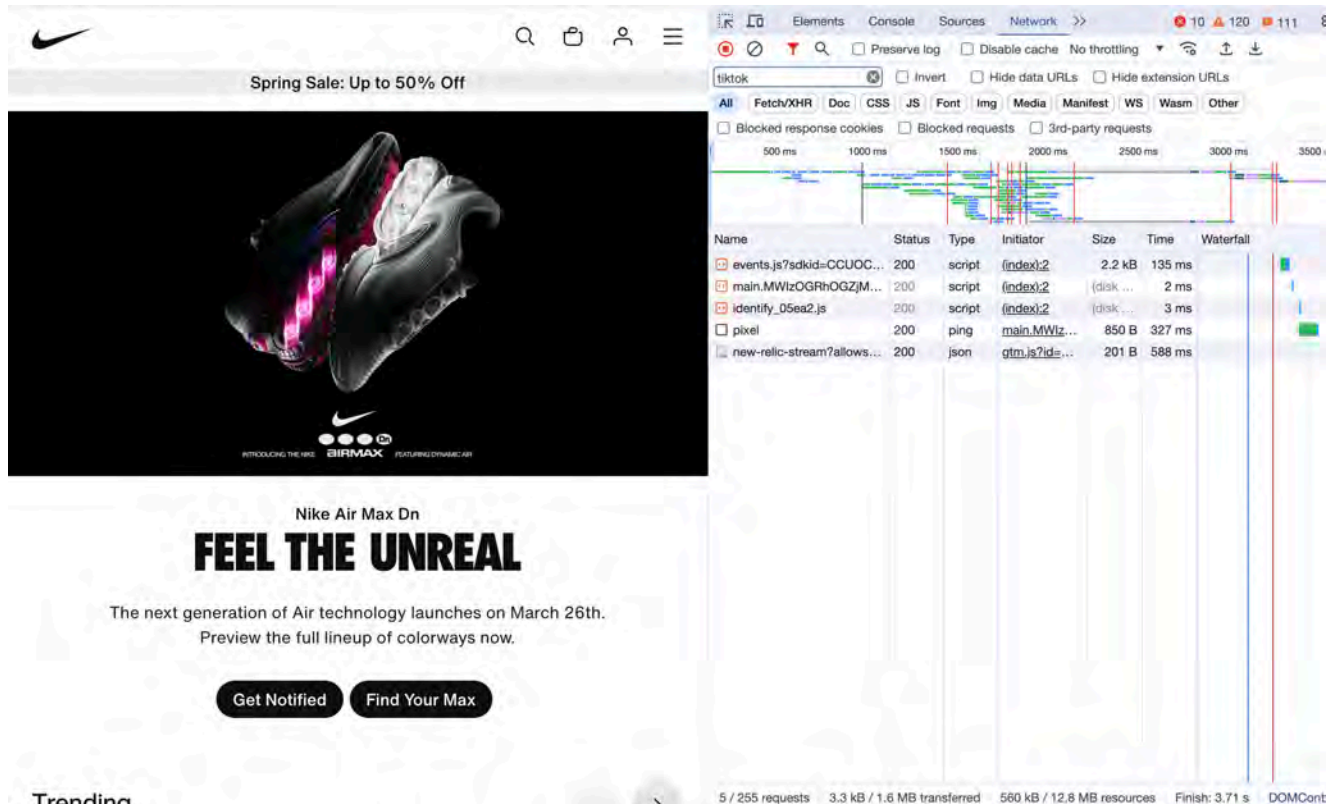 Spring Sale: Up to 50% Off
Dn
INTRODUCING THE NIKE AIRMAX FEATURING DYNAMIC AIR
Nike Air Max Dn
FEEL THE UNREAL
The next generation of Air technology launches on March 26th.
Preview the full lineup of colorways now.
Get Notified Find Your Max
Trending
Elements Console Sources Network 10 120 111
Preserve log Disable cache No throttling
tiktok Invert Hide data URLs Hide extension URLs
All Fetch/XHR Doc CSS JS Font Img Media Manifest WS Wasm Other
Blocked response cookies Blocked requests 3rd-party requests
500 ms 1000 ms 1500 ms 2000 ms 2500 ms 3000 ms 3500
Name Status Type Initiator Size Time Waterfall
events.js?sdkid=CCUOC... 200 script (index):2 2.2 kB 135 ms
main.MWIzOGRhOGZjM... 200 script (index):2 (disk ... 2 ms
identify_05ea2.js 200 script (index):2 (disk ... 3 ms
pixel 200 ping main.MWIz... 850 B 327 ms
new-relic-stream?allows... 200 json gtm.js?id=... 201 B 588 ms
5 / 255 requests 3.3 kB / 1.6 MB transferred 560 kB / 12.8 MB resources Finish: 3.71 s DOMCont